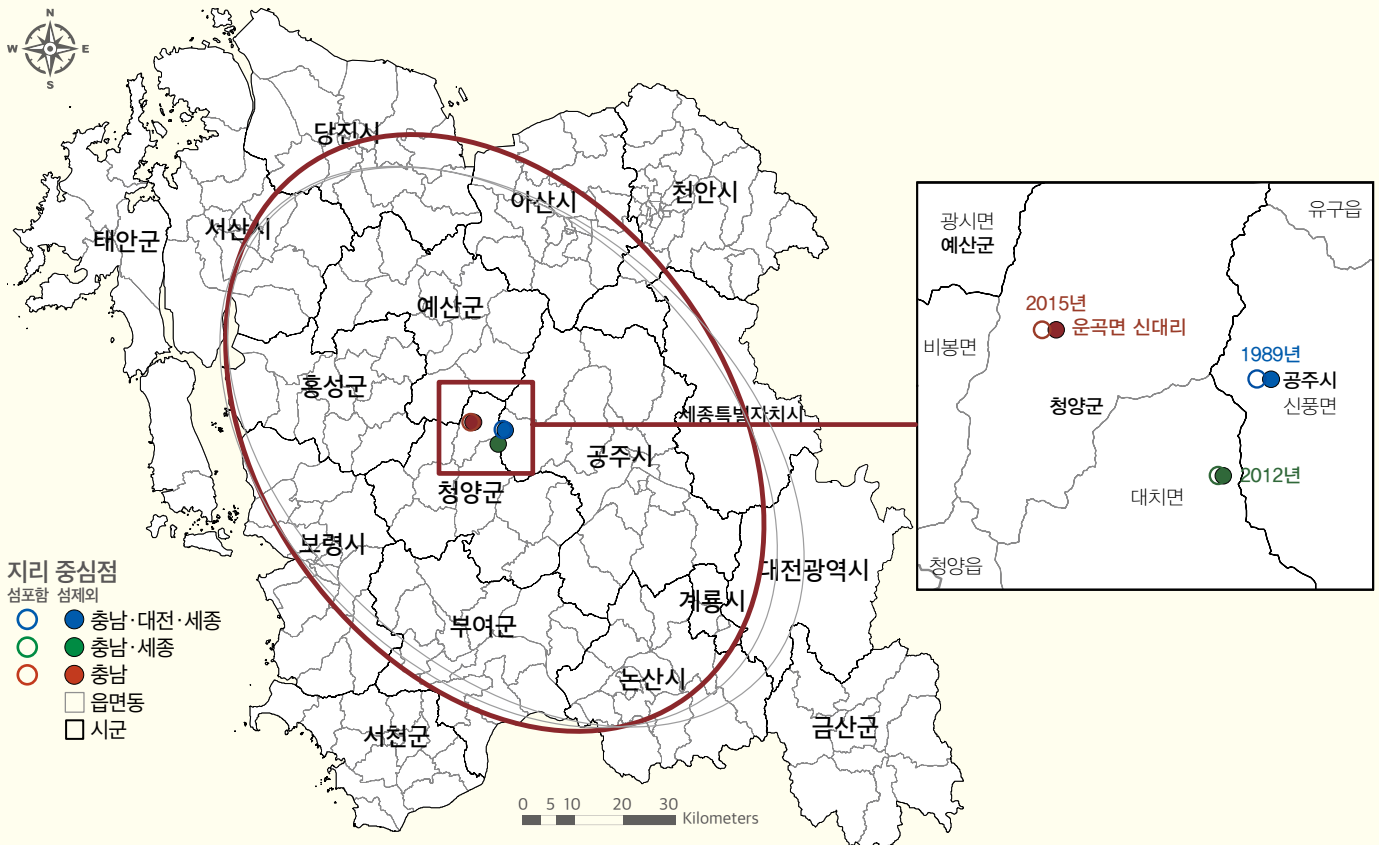 N
W E
S
당진시
아산시
천안시
서산시
태안군
예산군
홍성군
세종특별자치시
공주시
청양군
보령시
대전광역시
계룡시
부여군
논산시
서천군
금산군
유구읍
광시면
예산군
2015년
운곡면 신대리
비봉면
1989년
공주시
신풍면
청양군
2012년
대치면
청양읍
지리 중심점
섬포함 섬제외
충남·대전·세종
충남·세종
충남
읍면동
시군
0 5 10 20 30
Kilometers